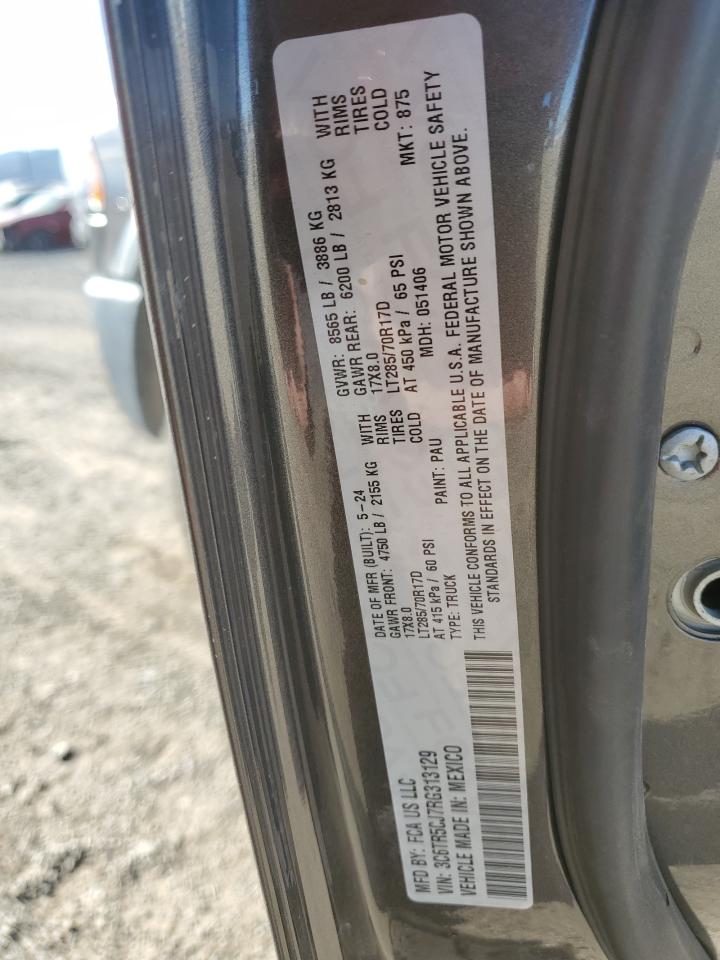 MFD BY: FCA US LLC
VIN: 3C6TR5CJ7RG313129
VEHICLE MADE IN: MEXICO
DATE OF MFR (BUILT): 5-24
GAWR FRONT: 4750 LB / 2155 KG WITH
17X8.0 RIMS
LT285/70R17D TIRES
AT 415 kPa / 60 PSI COLD
TYPE: TRUCK PAINT: PAU
GVWR: 8565 LB / 3886 KG
GAWR REAR: 6200 LB / 2813 KG WITH
17X8.0 RIMS
LT285/70R17D TIRES
AT 450 kPa / 65 PSI COLD
MDH: 051406 MKT: 875
THIS VEHICLE CONFORMS TO ALL APPLICABLE U.S.A. FEDERAL MOTOR VEHICLE SAFETY
STANDARDS IN EFFECT ON THE DATE OF MANUFACTURE SHOWN ABOVE.